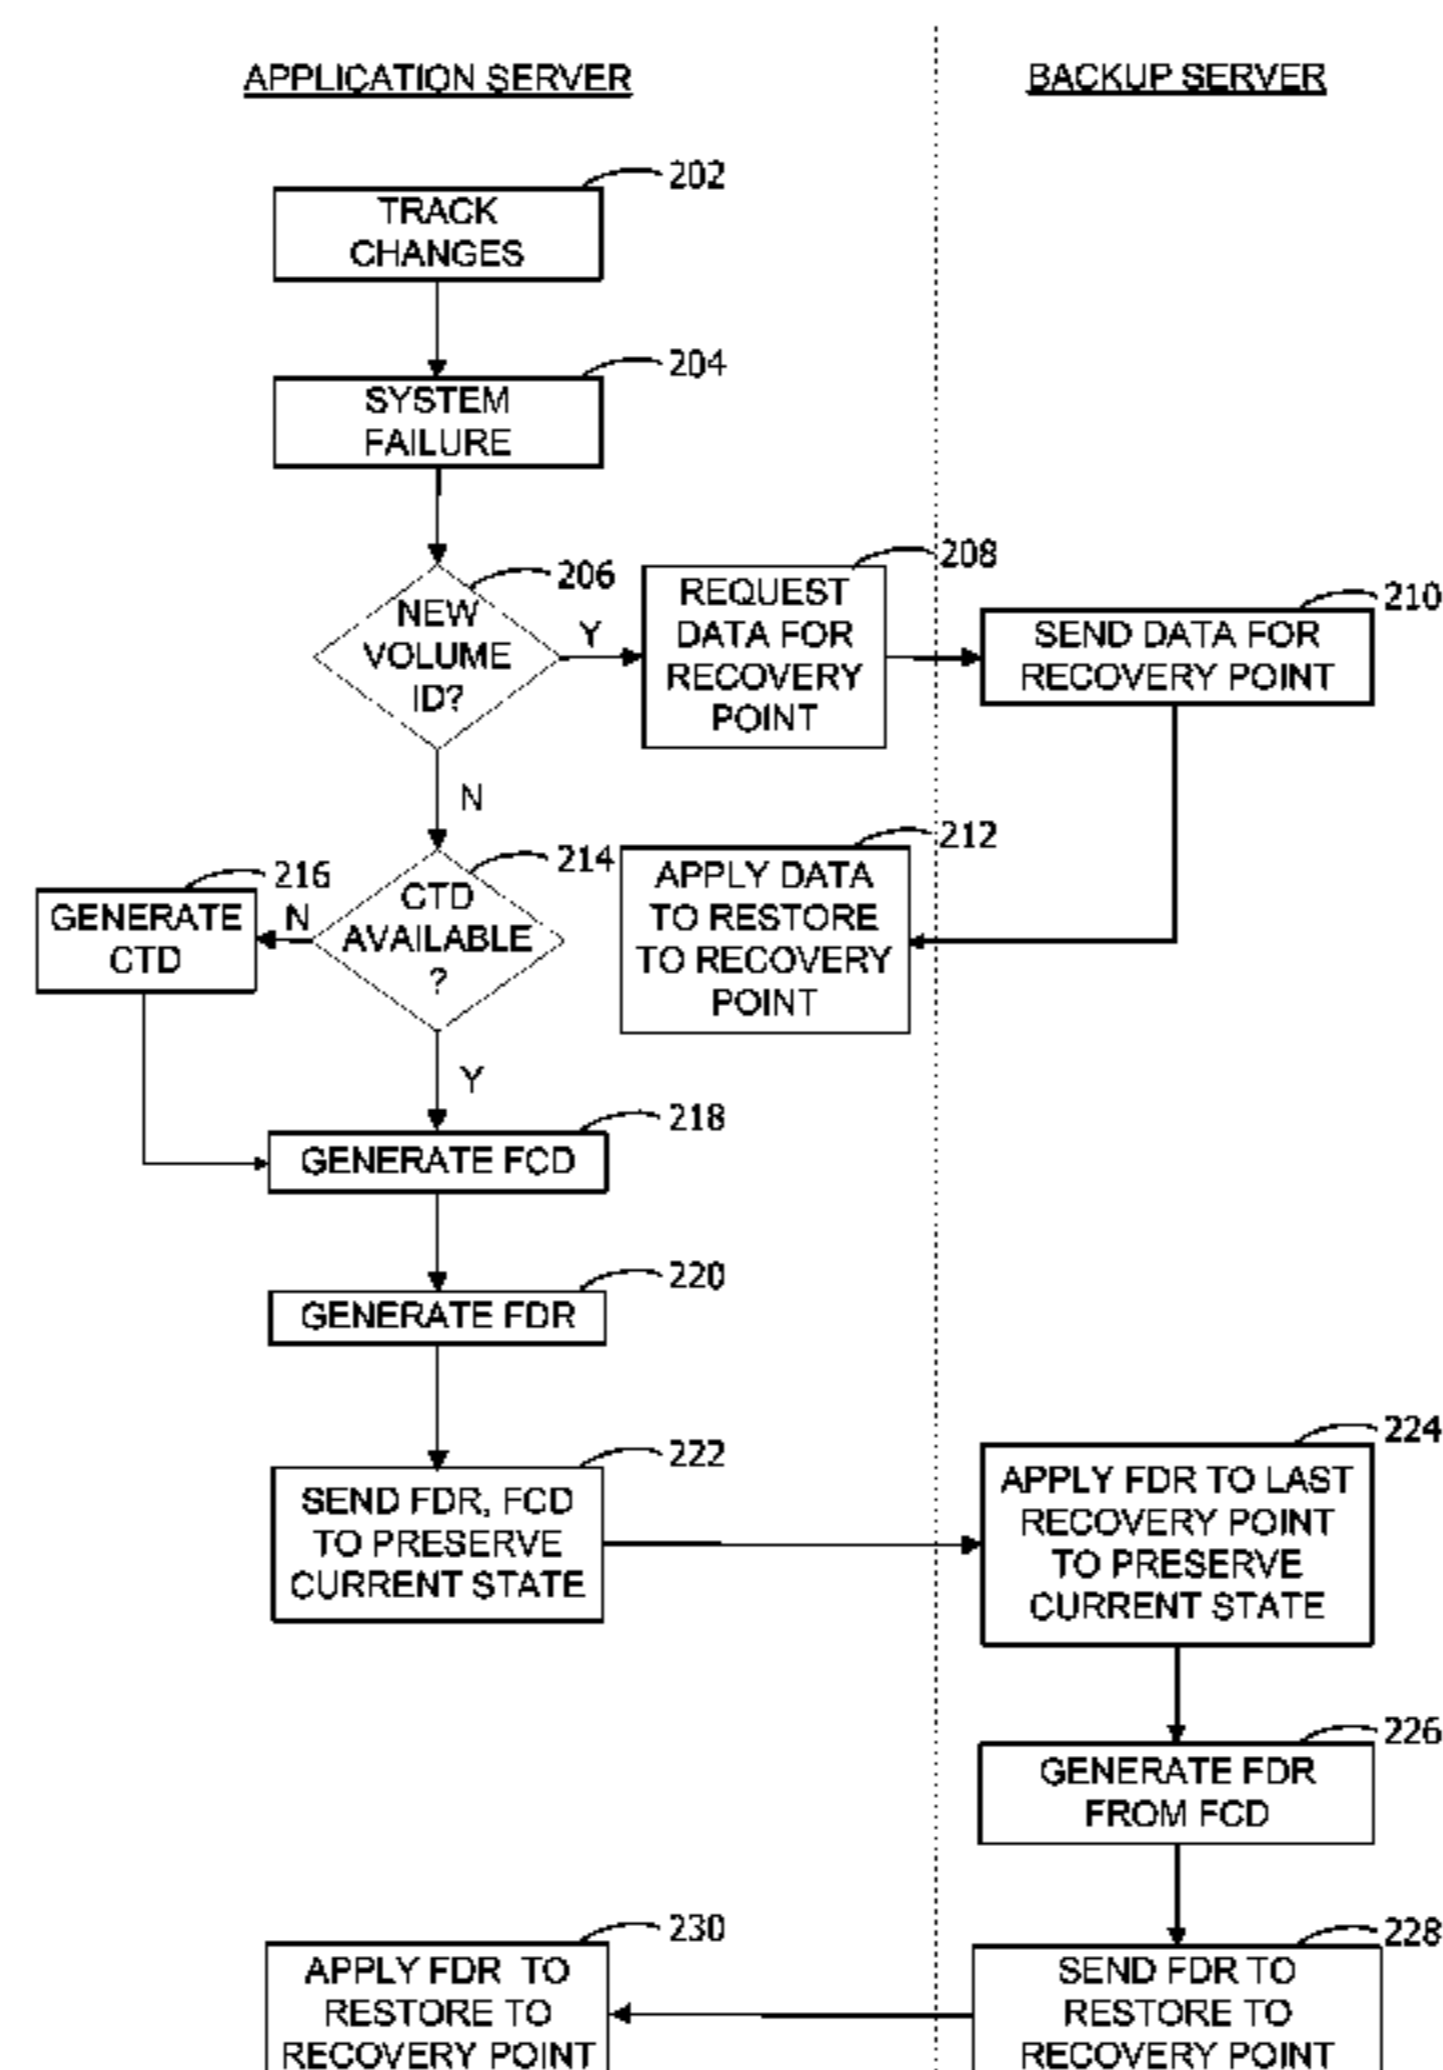 APPLICATION SERVER
BACKUP SERVER
202
TRACK
CHANGES
204
SYSTEM
FAILURE
206
NEW
VOLUME
ID?
Y
208
REQUEST
DATA FOR
RECOVERY
POINT
210
SEND DATA FOR
RECOVERY POINT
N
212
APPLY DATA
TO RESTORE
TO RECOVERY
POINT
214
CTD
AVAILABLE
?
N
216
GENERATE
CTD
Y
218
GENERATE FCD
220
GENERATE FDR
222
SEND FDR, FCD
TO PRESERVE
CURRENT STATE
224
APPLY FDR TO LAST
RECOVERY POINT
TO PRESERVE
CURRENT STATE
226
GENERATE FDR
FROM FCD
228
SEND FDR TO
RESTORE TO
RECOVERY POINT
230
APPLY FDR TO
RESTORE TO
RECOVERY POINT